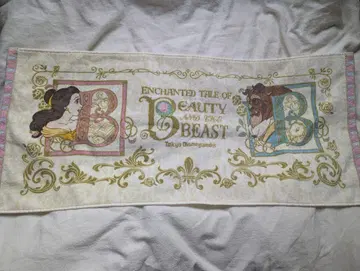 B
ENCHANTED TALE OF
BEAUTY
AND THE
BEAST
Tokyo Disneyland
B